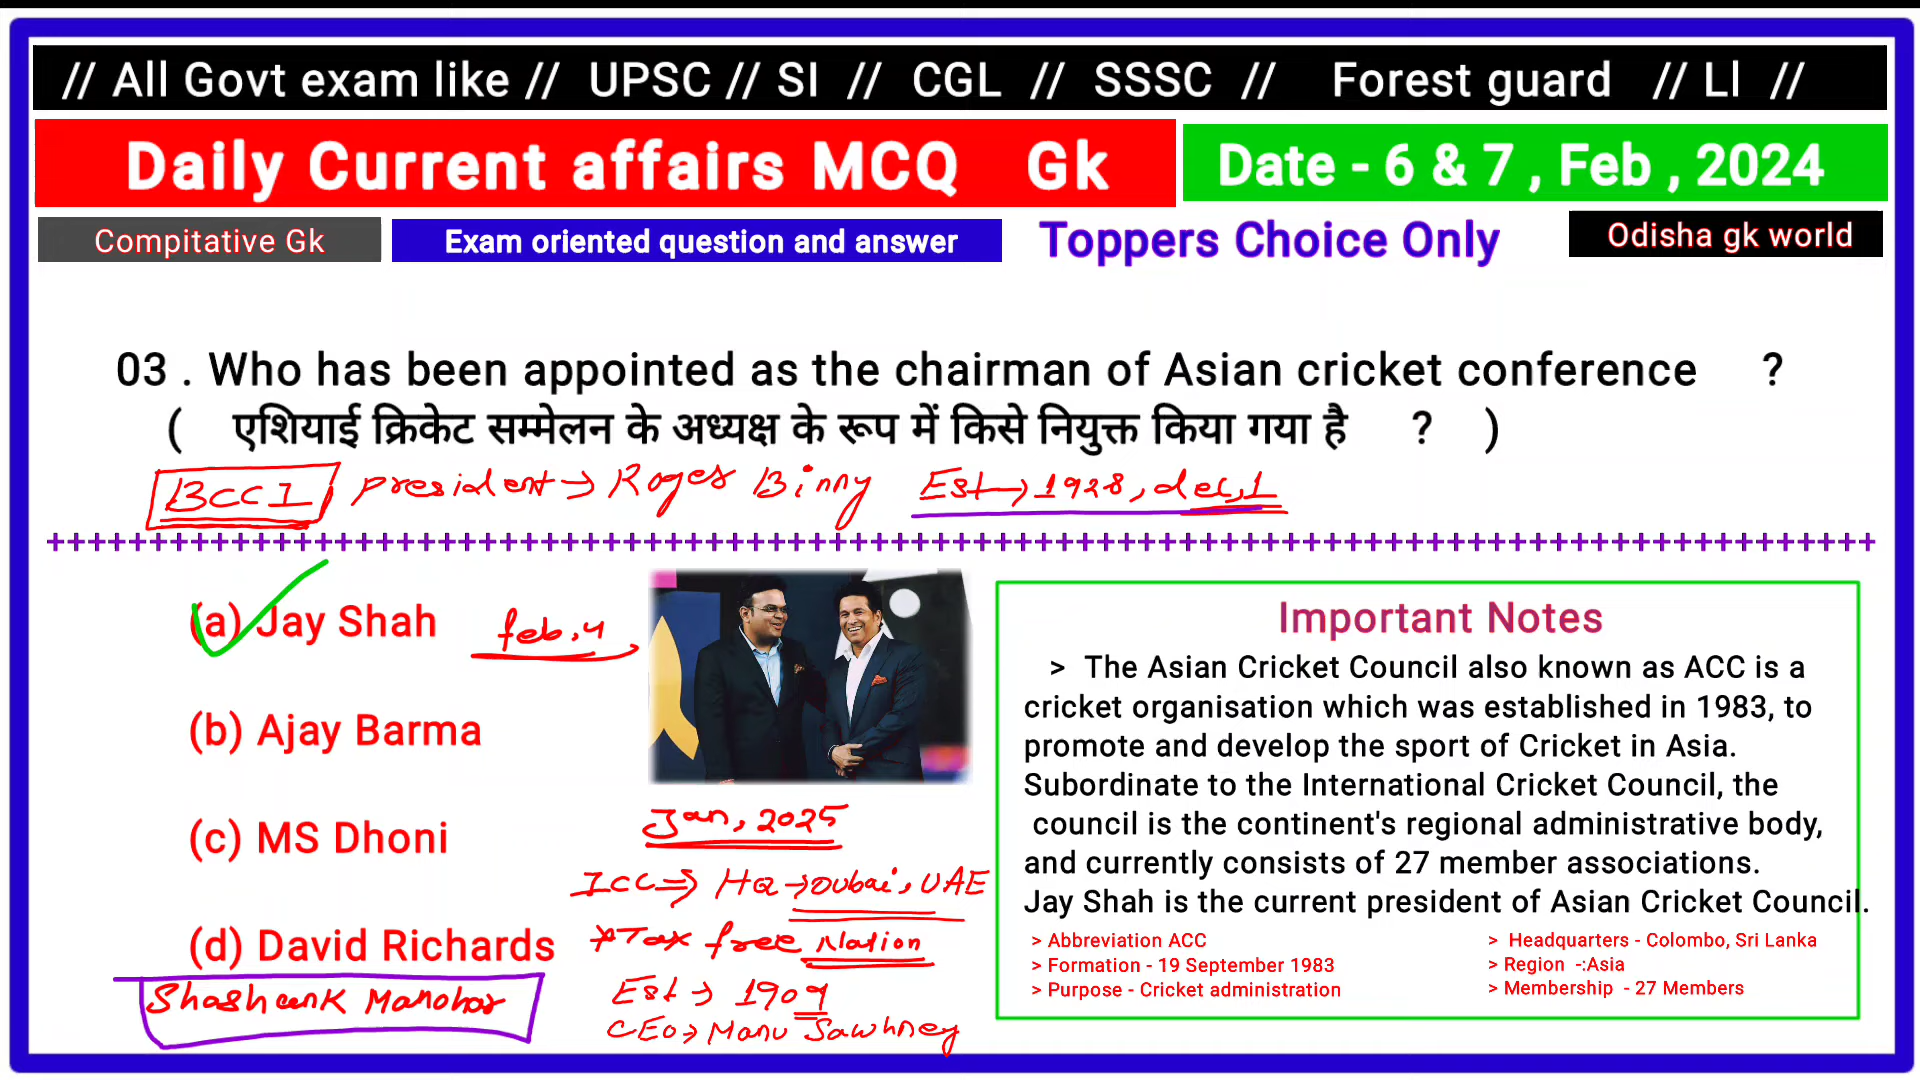 // All Govt exam like // UPSC // SI // CGL // SSSC // Forest guard // Ll //
Daily Current affairs MCQ Gk
Date - 6 & 7 , Feb , 2024
Compitative Gk
Exam oriented question and answer
Toppers Choice Only
Odisha gk world
03 . Who has been appointed as the chairman of Asian cricket conference ?
( एशियाई क्रिकेट सम्मेलन के अध्यक्ष के रूप में किसे नियुक्त किया गया है ? )
BCCI president → Roger Binny Est → 1928, dec, 1
++++++++++++++++++++++++++++++++++++++++++++++++++++++++++++++++++++++++++++++++++++++++
(a) Jay Shah
feb, 4
(b) Ajay Barma
(c) MS Dhoni
(d) David Richards
Shashank Manohar
Jan, 2025
ICC ⇒ HQ → Dubai, UAE
*Tax free Nation
Est → 1909
CEO → Manu Sawhney
Important Notes
> The Asian Cricket Council also known as ACC is a
cricket organisation which was established in 1983, to
promote and develop the sport of Cricket in Asia.
Subordinate to the International Cricket Council, the
council is the continent's regional administrative body,
and currently consists of 27 member associations.
Jay Shah is the current president of Asian Cricket Council.
> Abbreviation ACC
> Formation - 19 September 1983
> Purpose - Cricket administration
> Headquarters - Colombo, Sri Lanka
> Region -:Asia
> Membership - 27 Members